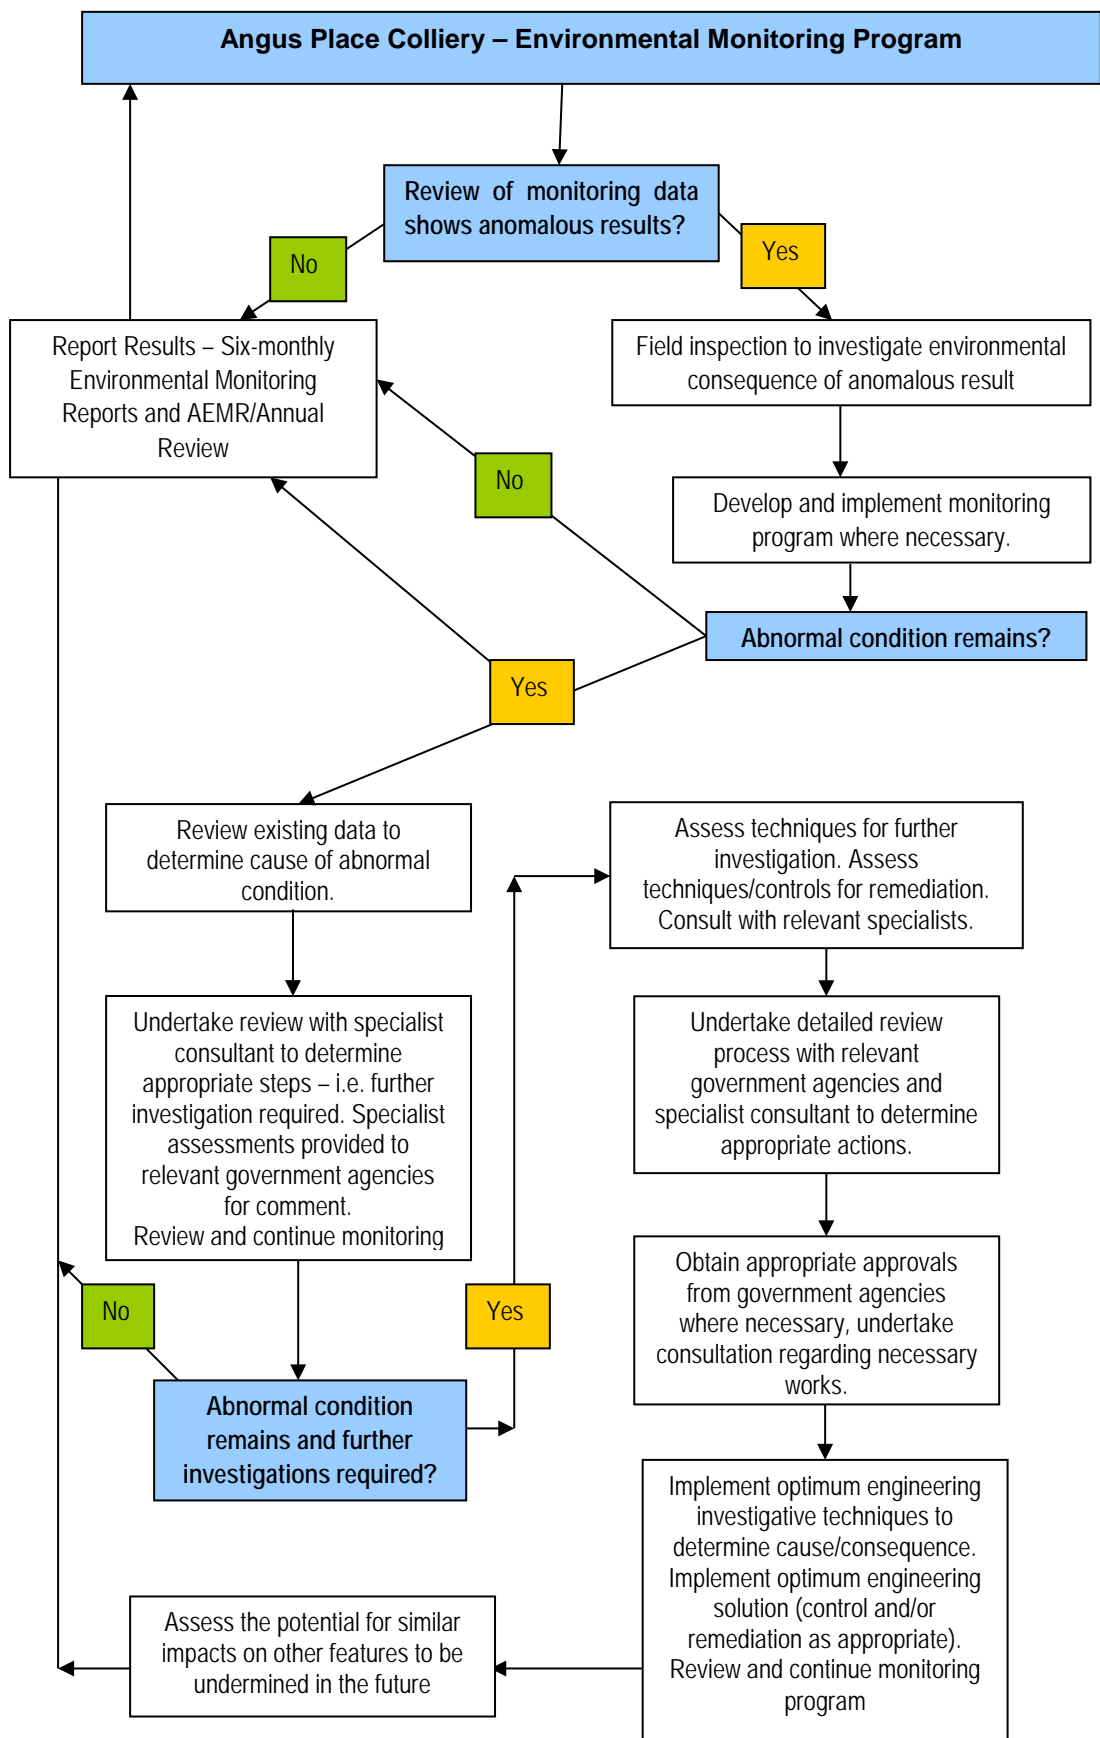 Angus Place Colliery – Environmental Monitoring Program
Review of monitoring data
shows anomalous results?
No
Yes
Report Results – Six-monthly
Environmental Monitoring
Reports and AEMR/Annual
Review
Field inspection to investigate environmental
consequence of anomalous result
No
Develop and implement monitoring
program where necessary.
Abnormal condition remains?
Yes
Review existing data to
determine cause of abnormal
condition.
Assess techniques for further
investigation. Assess
techniques/controls for remediation.
Consult with relevant specialists.
Undertake review with specialist
consultant to determine
appropriate steps – i.e. further
investigation required. Specialist
assessments provided to
relevant government agencies
for comment.
Review and continue monitoring
Undertake detailed review
process with relevant
government agencies and
specialist consultant to determine
appropriate actions.
Obtain appropriate approvals
from government agencies
where necessary, undertake
consultation regarding necessary
works.
No
Yes
Abnormal condition
remains and further
investigations required?
Implement optimum engineering
investigative techniques to
determine cause/consequence.
Implement optimum engineering
solution (control and/or
remediation as appropriate).
Review and continue monitoring
program
Assess the potential for similar
impacts on other features to be
undermined in the future